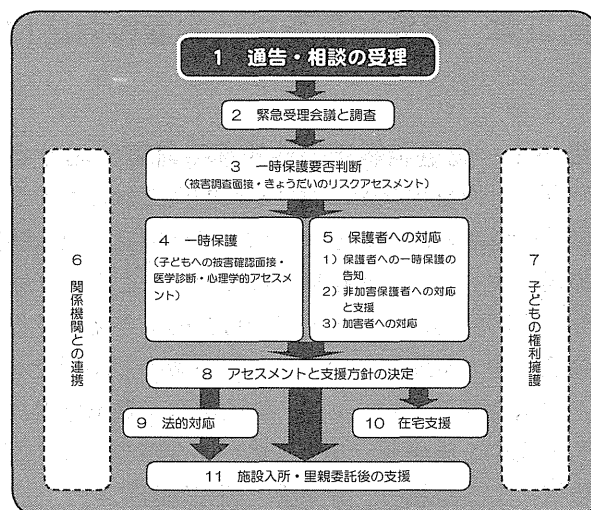 1 通告・相談の受理
2 緊急受理会議と調査
3 一時保護要否判断
（被害調査面接・きょうだいのリスクアセスメント）
4 一時保護
（子どもへの被害確認面接・
医学診断・心理学的アセスメ
ント）
5 保護者への対応
1）保護者への一時保護の
告知
2）非加害保護者への対応
と支援
3）加害者への対応
6 関係機関との連携
7 子どもの権利擁護
8 アセスメントと支援方針の決定
9 法的対応
10 在宅支援
11 施設入所・里親委託後の支援